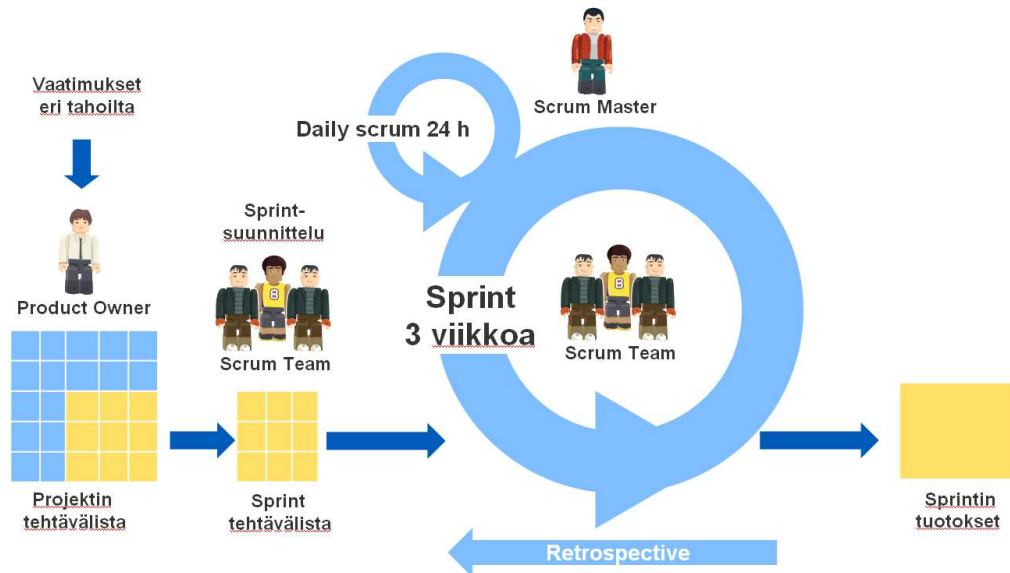 Vaatimukset
eri tahoilta
Product Owner
Projektin
tehtävälista
Sprint-
suunnittelu
Scrum Team
Sprint
tehtävälista
Daily scrum 24 h
Scrum Master
Sprint
3 viikkoa
8
Scrum Team
Retrospective
Sprintin
tuotokset